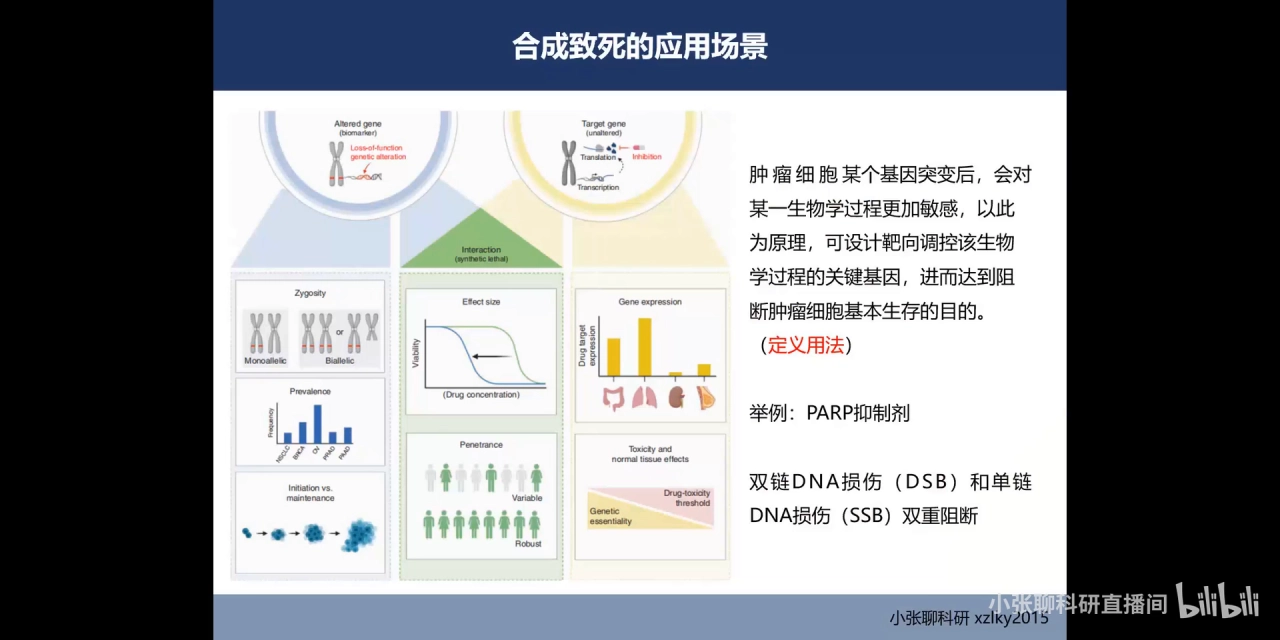 合成致死的应用场景
Altered gene
(biomarker)
Loss-of-function
genetic alteration
Target gene
(unaltered)
Translation
Inhibition
Transcription
Interaction
(synthetic lethal)
Zygosity
or
Monoallelic
Biallelic
Prevalence
Frequency
NSCLC
BRCA
OV
PRAD
PAAD
Initiation vs.
maintenance
Effect size
Viability
(Drug concentration)
Penetrance
Variable
Robust
Gene expression
Drug target
expression
Toxicity and
normal tissue effects
Drug-toxicity
threshold
Genetic
essentiality
肿瘤细胞某个基因突变后，会对
某一生物学过程更加敏感，以此
为原理，可设计靶向调控该生物
学过程的关键基因，进而达到阻
断肿瘤细胞基本生存的目的。
（定义用法）
举例：PARP抑制剂
双链DNA损伤（DSB）和单链
DNA损伤（SSB）双重阻断
小张聊科研直播间 bilibili
小张聊科研 xzlky2015